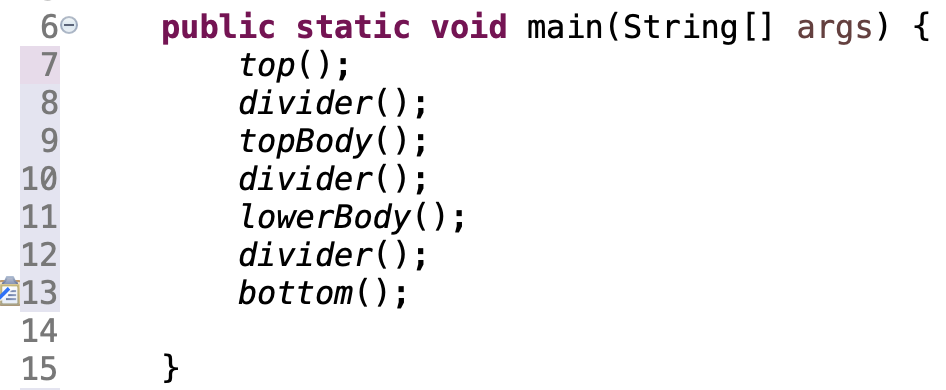 6 public static void main(String[] args) {
7 top();
8 divider();
9 topBody();
10 divider();
11 lowerBody();
12 divider();
13 bottom();
14
15 }